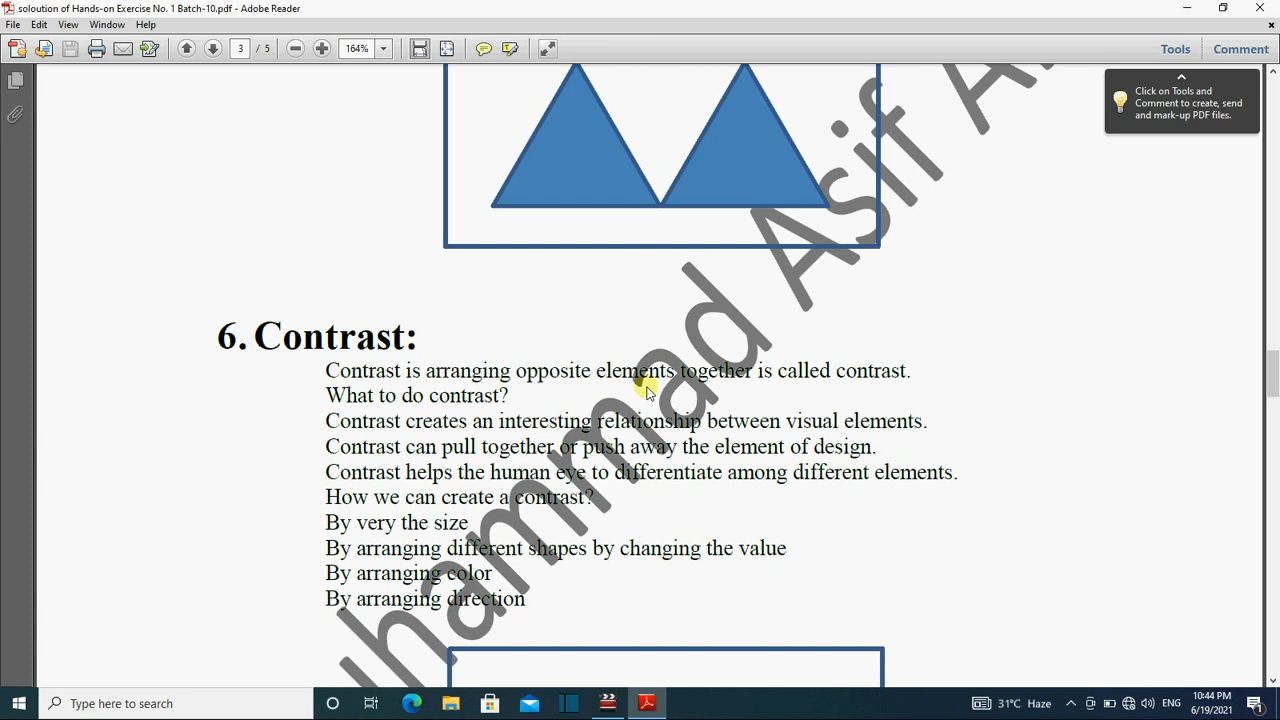 soloution of Hands-on Exercise No. 1 Batch-10.pdf - Adobe Reader
File Edit View Window Help
3 / 5 164% Tools Comment
Click on Tools and
Comment to create, send
and mark-up PDF files.
6. Contrast:
Contrast is arranging opposite elements together is called contrast.
What to do contrast?
Contrast creates an interesting relationship between visual elements.
Contrast can pull together or push away the element of design.
Contrast helps the human eye to differentiate among different elements.
How we can create a contrast?
By very the size
By arranging different shapes by changing the value
By arranging color
By arranging direction
hammad Asif A
Type here to search
31°C Haze
ENG
10:44 PM
6/19/2021
1